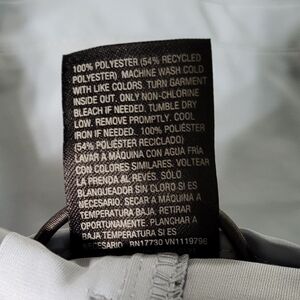 100% POLYESTER (54% RECYCLED
POLYESTER) MACHINE WASH COLD
WITH LIKE COLORS. TURN GARMENT
INSIDE OUT. ONLY NON-CHLORINE
BLEACH IF NEEDED. TUMBLE DRY
LOW. REMOVE PROMPTLY. COOL
IRON IF NEEDED. 100% POLIÉSTER
(54% POLIÉSTER RECICLADO)
LAVAR A MÁQUINA CON AGUA FRÍA
CON COLORES SIMILARES. VOLTEAR
LA PRENDA AL REVÉS. SÓLO
BLANQUEADOR SIN CLORO SI ES
NECESARIO. SECAR A MÁQUINA A
TEMPERATURA BAJA. RETIRAR
OPORTUNAMENTE. PLANCHAR A
BAJA TEMPERATURA SI ES
NECESARIO. RN17730 VN1119796